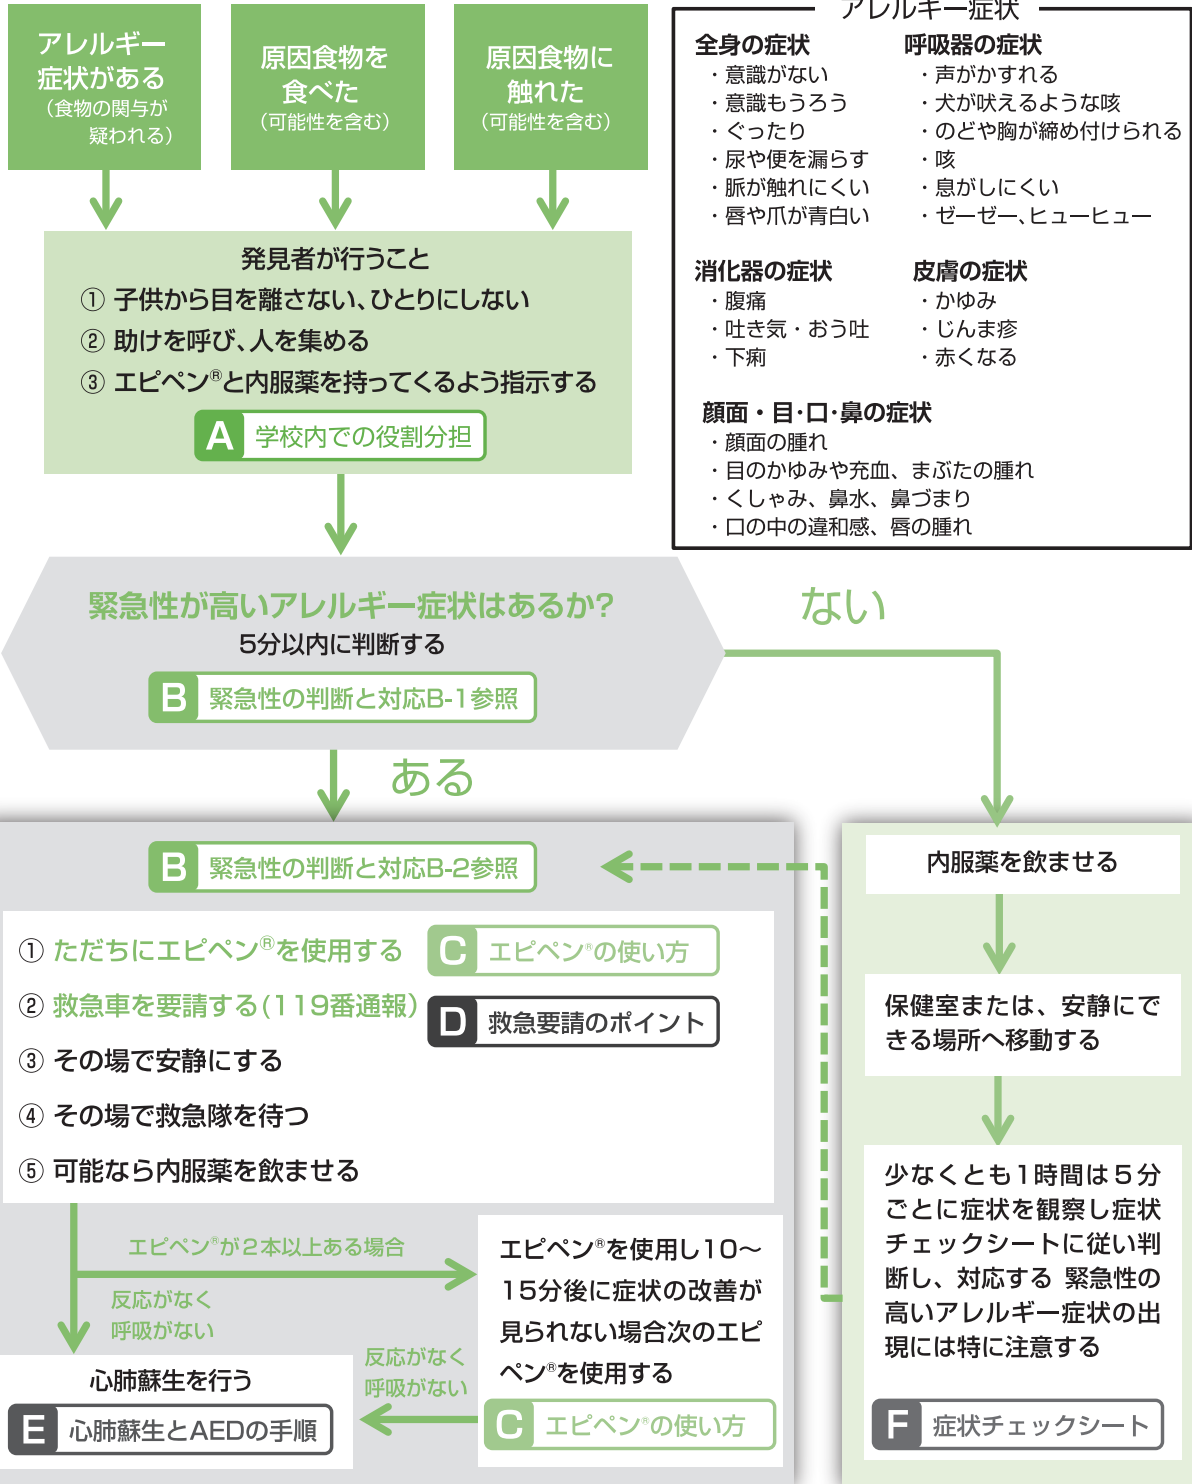 アレルギー
症状がある
（食物の関与が
疑われる）
原因食物を
食べた
（可能性を含む）
原因食物に
触れた
（可能性を含む）
発見者が行うこと
① 子供から目を離さない、ひとりにしない
② 助けを呼び、人を集める
③ エピペン®と内服薬を持ってくるよう指示する
A 学校内での役割分担
アレルギー症状
全身の症状
・意識がない
・意識もうろう
・ぐったり
・尿や便を漏らす
・脈が触れにくい
・唇や爪が青白い
呼吸器の症状
・声がかすれる
・犬が吠えるような咳
・のどや胸が締め付けられる
・咳
・息がしにくい
・ゼーゼー、ヒューヒュー
消化器の症状
・腹痛
・吐き気・おう吐
・下痢
皮膚の症状
・かゆみ
・じんま疹
・赤くなる
顔面・目・口・鼻の症状
・顔面の腫れ
・目のかゆみや充血、まぶたの腫れ
・くしゃみ、鼻水、鼻づまり
・口の中の違和感、唇の腫れ
緊急性が高いアレルギー症状はあるか?
5分以内に判断する
B 緊急性の判断と対応B-1参照
ない
ある
B 緊急性の判断と対応B-2参照
① ただちにエピペン®を使用する
C エピペン®の使い方
② 救急車を要請する(119番通報）
D 救急要請のポイント
③ その場で安静にする
④ その場で救急隊を待つ
⑤ 可能なら内服薬を飲ませる
エピペン®が２本以上ある場合
反応がなく
呼吸がない
エピペン®を使用し10〜
15分後に症状の改善が
見られない場合次のエピ
ペン®を使用する
C エピペン®の使い方
反応がなく
呼吸がない
心肺蘇生を行う
E 心肺蘇生とAEDの手順
内服薬を飲ませる
保健室または、安静にで
きる場所へ移動する
少なくとも１時間は５分
ごとに症状を観察し症状
チェックシートに従い判
断し、対応する 緊急性の
高いアレルギー症状の出
現には特に注意する
F 症状チェックシート